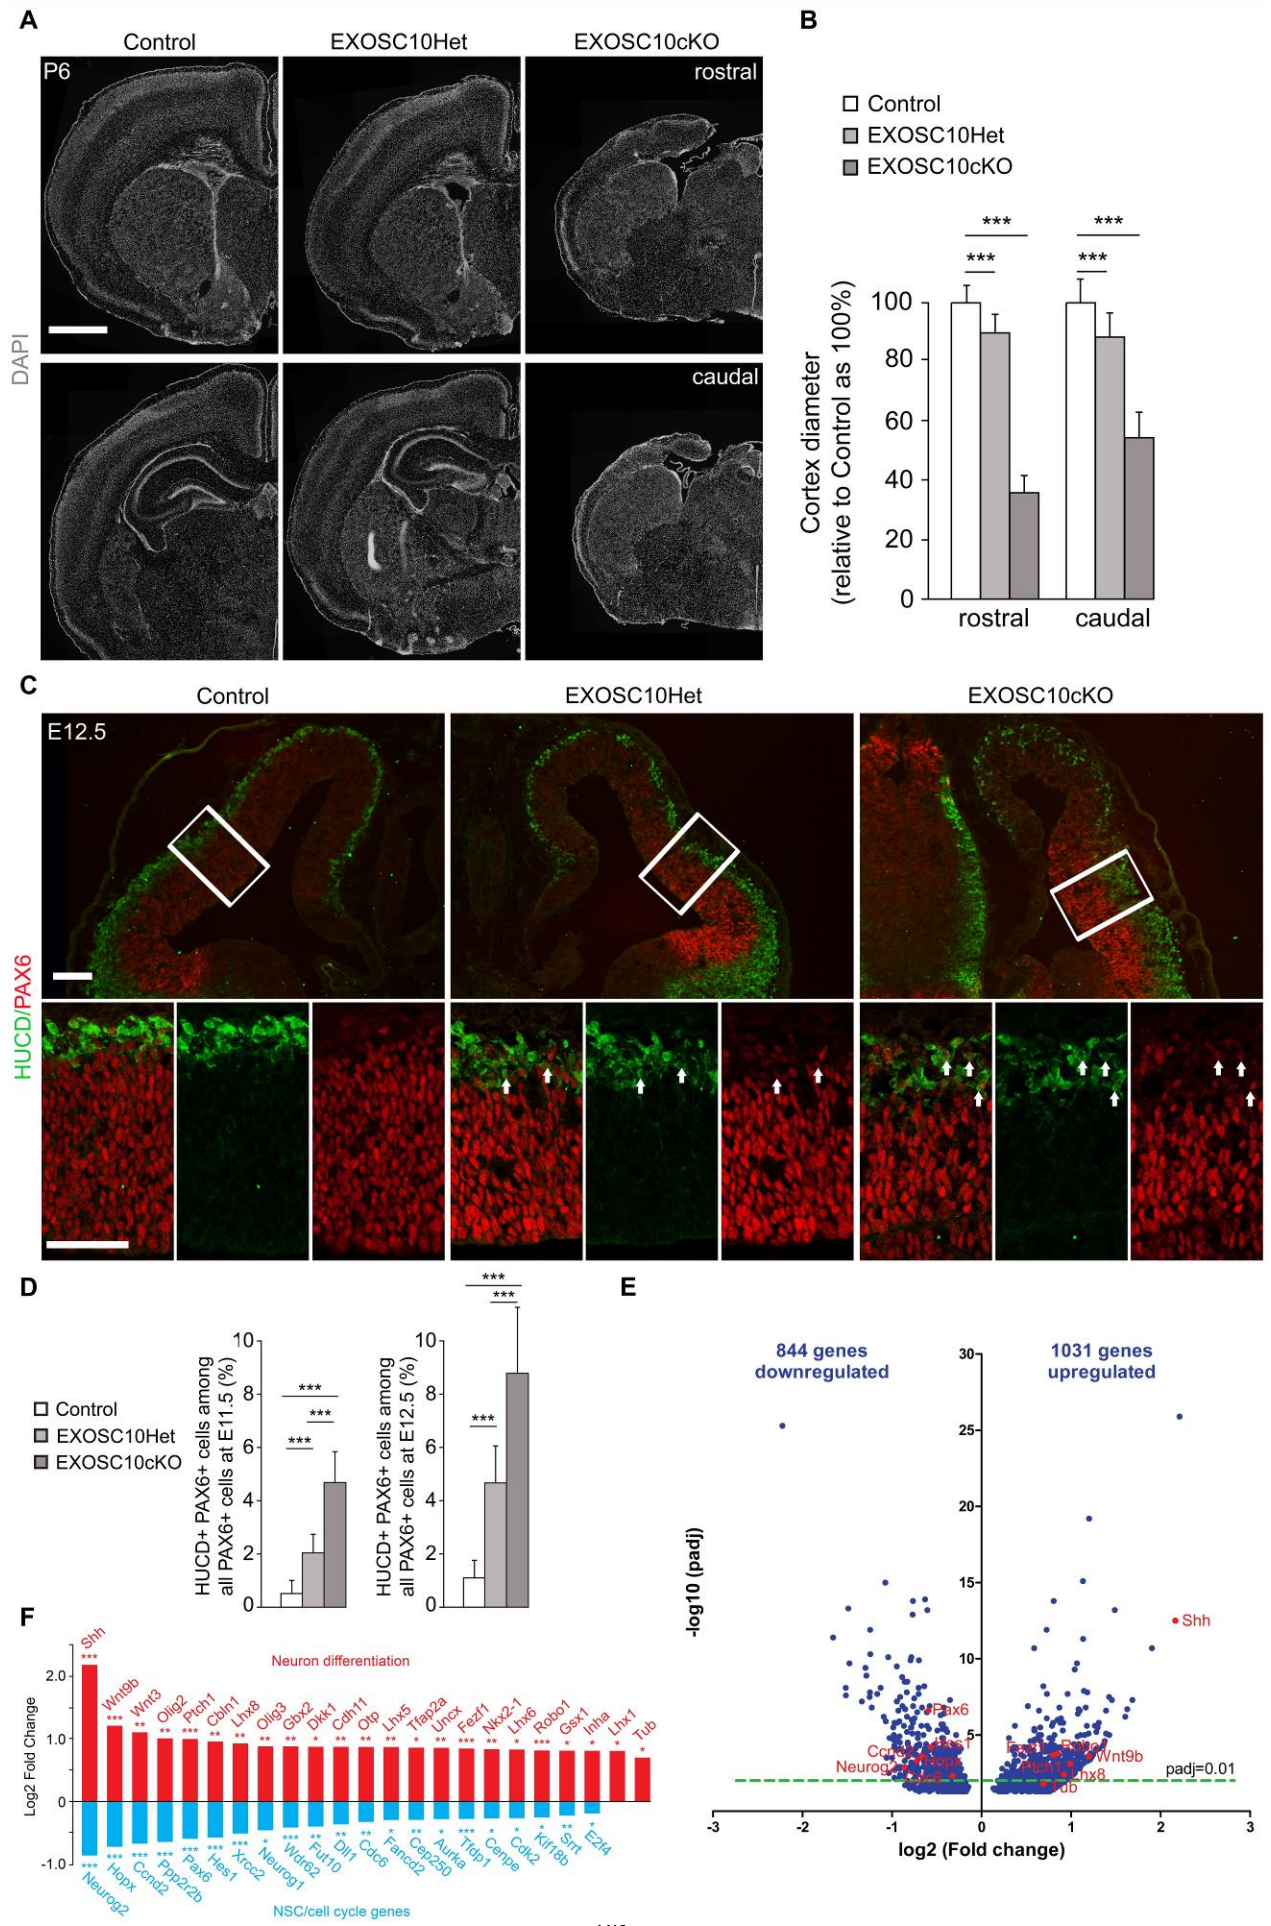 A
Control
EXOSC10Het
EXOSC10cKO
P6
rostral
caudal
DAPI
B
Control
EXOSC10Het
EXOSC10cKO
***
***
***
***
Cortex diameter
(relative to Control as 100%)
100
80
60
40
20
0
rostral
caudal
C
Control
EXOSC10Het
EXOSC10cKO
E12.5
HUCD/PAX6
D
Control
EXOSC10Het
EXOSC10cKO
HUCD+ PAX6+ cells among
all PAX6+ cells at E11.5 (%)
10
8
6
4
2
0
***
***
***
HUCD+ PAX6+ cells among
all PAX6+ cells at E12.5 (%)
10
8
6
4
2
0
***
***
***
E
844 genes
downregulated
1031 genes
upregulated
-log10 (padj)
30
25
20
15
10
5
Shh
Pax6
Hes1
Ccnd2
Hopx
Neurog2
Wnt9b
Ptch1
Lhx8
Tub
padj=0.01
-3
-2
-1
0
1
2
3
log2 (Fold change)
F
Neuron differentiation
Log2 Fold Change
2.0
1.0
0
-1.0
Shh
Wnt9b
Wnt3
Olig2
Ptch1
Cbln1
Lhx8
Olig3
Gbx2
Dkk1
Cdh11
Otp
Lhx5
Tfap2a
Uncx
Fezf1
Nkx2-1
Lhx6
Robo1
Gsx1
Inha
Lhx1
Tub
*** *** ** *** *** ** ** ** ** * ** ** * * ** *** ** * *** * * * *
*** *** *** *** *** *** *** * *** ** ** ** * ** * *** * * * ** *
Neurog2
Hopx
Ccnd2
Ppp2r2b
Pax6
Hes1
Xrcc2
Neurog1
Wdr62
Fut10
Dll1
Cdc6
Fancd2
Cep250
Aurka
Tfdp1
Cenpe
Cdk2
Kif18b
Srrt
E2f4
NSC/cell cycle genes